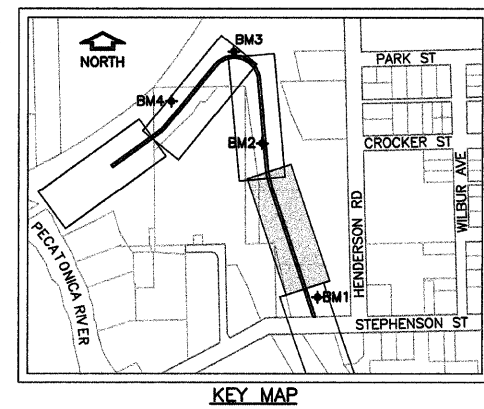 BM3
NORTH
PARK ST
BM4
CROCKER ST
BM2
WILBUR AVE
HENDERSON RD
PECATONICA RIVER
BM1
STEPHENSON ST
KEY MAP